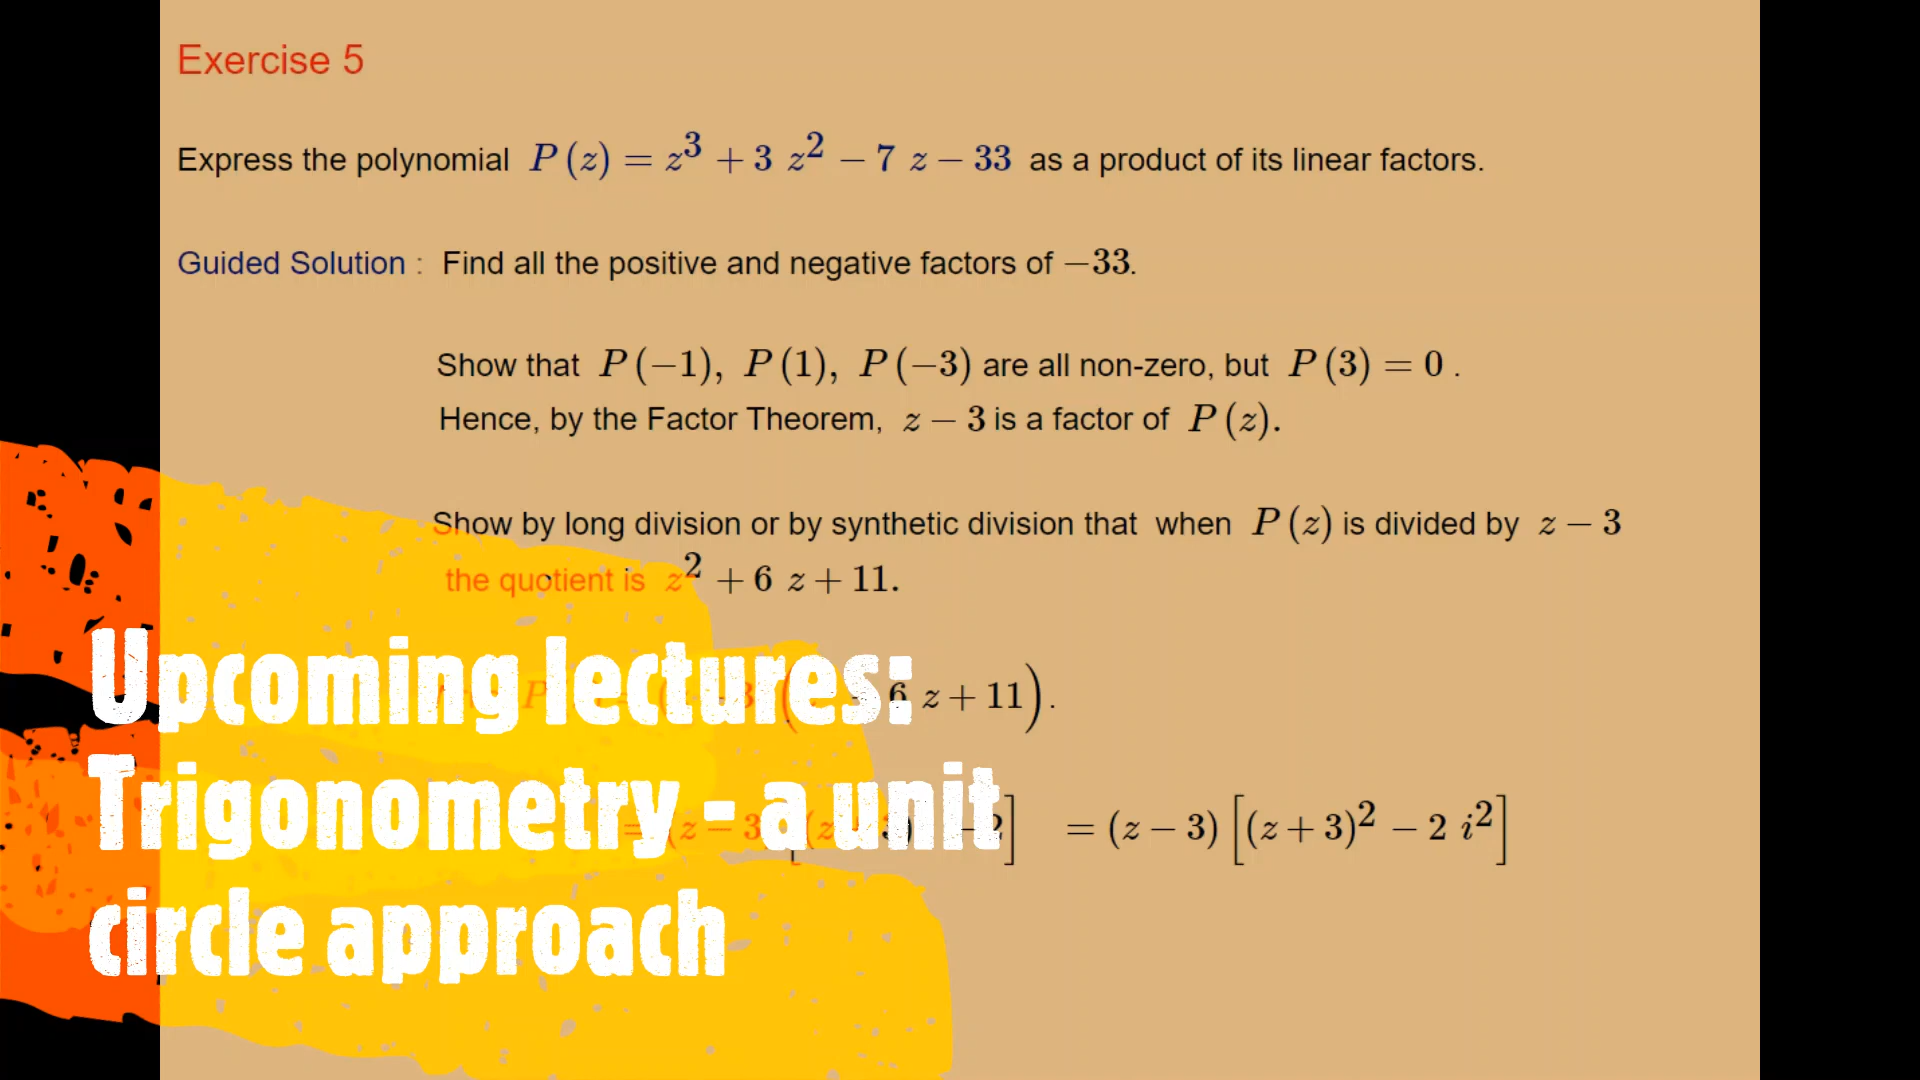 Exercise 5
Express the polynomial P(z) = z³ + 3 z² − 7 z − 33 as a product of its linear factors.
Guided Solution : Find all the positive and negative factors of −33.
Show that P(−1), P(1), P(−3) are all non-zero, but P(3) = 0 .
Hence, by the Factor Theorem, z − 3 is a factor of P(z).
Show by long division or by synthetic division that when P(z) is divided by z − 3
the quotient is z² + 6 z + 11.
6 z + 11).
= (z − 3) [(z + 3)² − 2 i²]
Upcoming lectures:
Trigonometry - a unit
circle approach